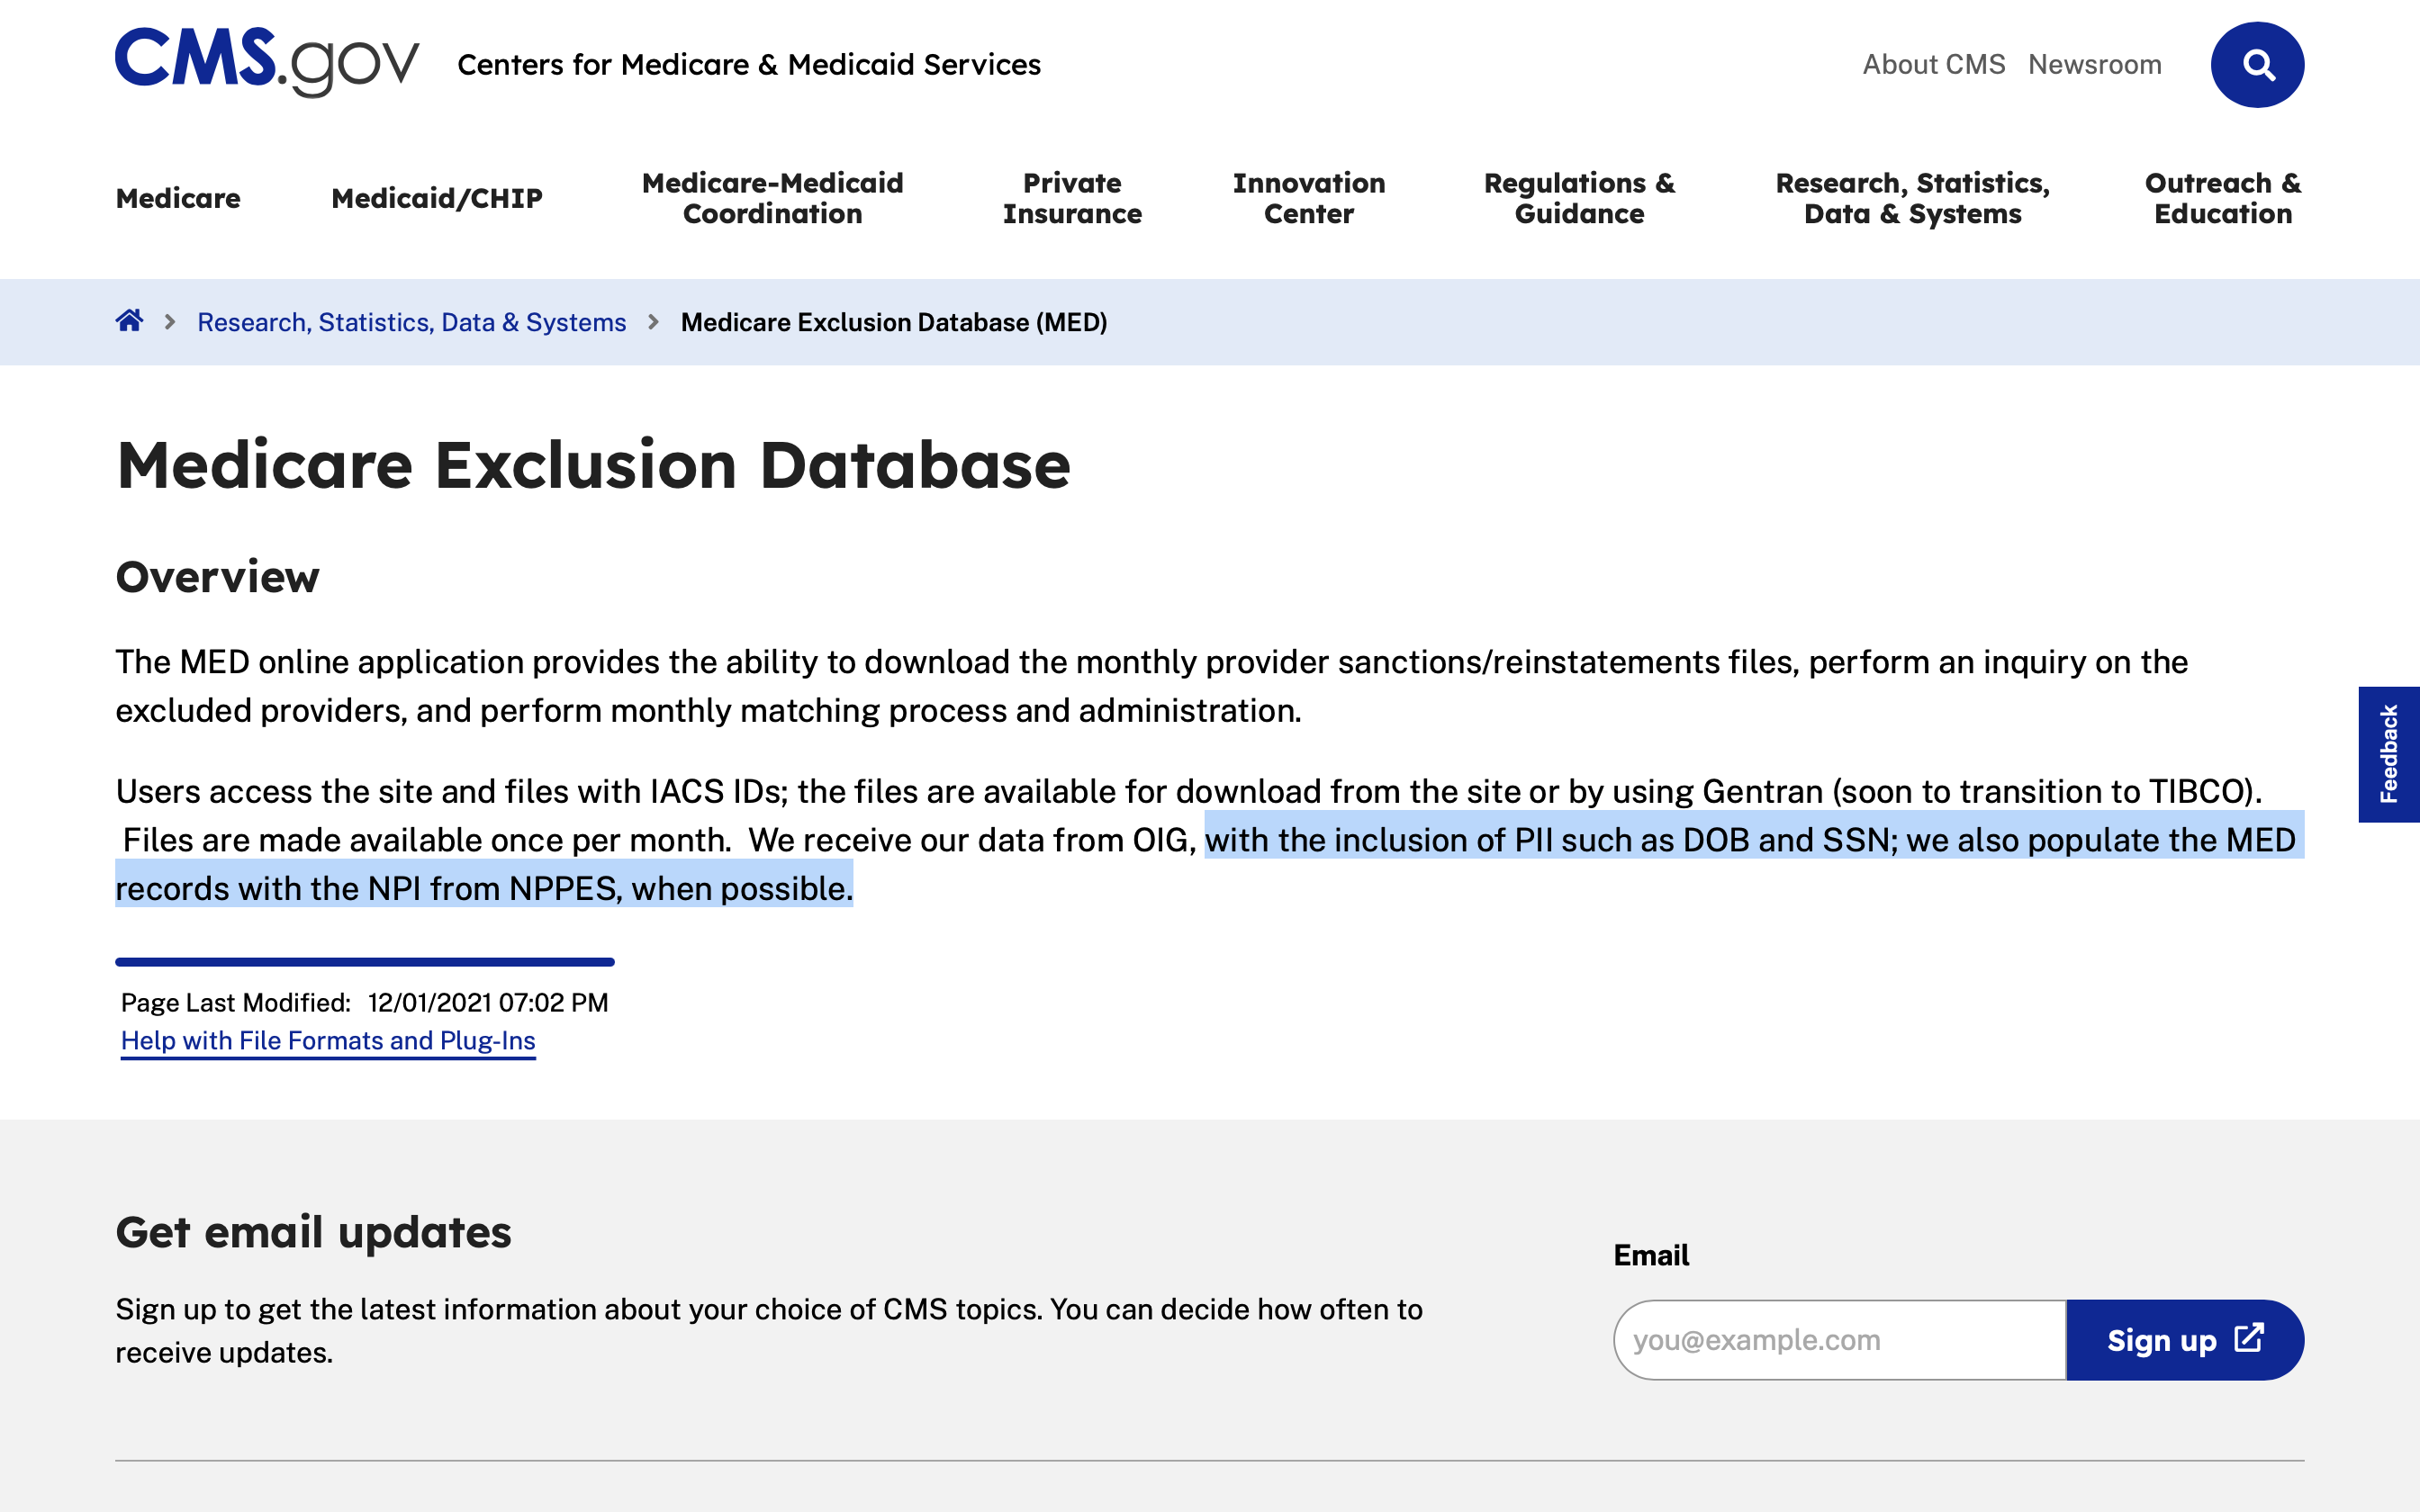 CMS.gov Centers for Medicare & Medicaid Services
About CMS Newsroom
Medicare
Medicaid/CHIP
Medicare-Medicaid
Coordination
Private
Insurance
Innovation
Center
Regulations &
Guidance
Research, Statistics,
Data & Systems
Outreach &
Education
Research, Statistics, Data & Systems > Medicare Exclusion Database (MED)
Medicare Exclusion Database
Overview
The MED online application provides the ability to download the monthly provider sanctions/reinstatements files, perform an inquiry on the
excluded providers, and perform monthly matching process and administration.
Users access the site and files with IACS IDs; the files are available for download from the site or by using Gentran (soon to transition to TIBCO).
Files are made available once per month.  We receive our data from OIG, with the inclusion of PII such as DOB and SSN; we also populate the MED
records with the NPI from NPPES, when possible.
Feedback
Page Last Modified: 12/01/2021 07:02 PM
Help with File Formats and Plug-Ins
Get email updates
Sign up to get the latest information about your choice of CMS topics. You can decide how often to
receive updates.
Email
you@example.com
Sign up